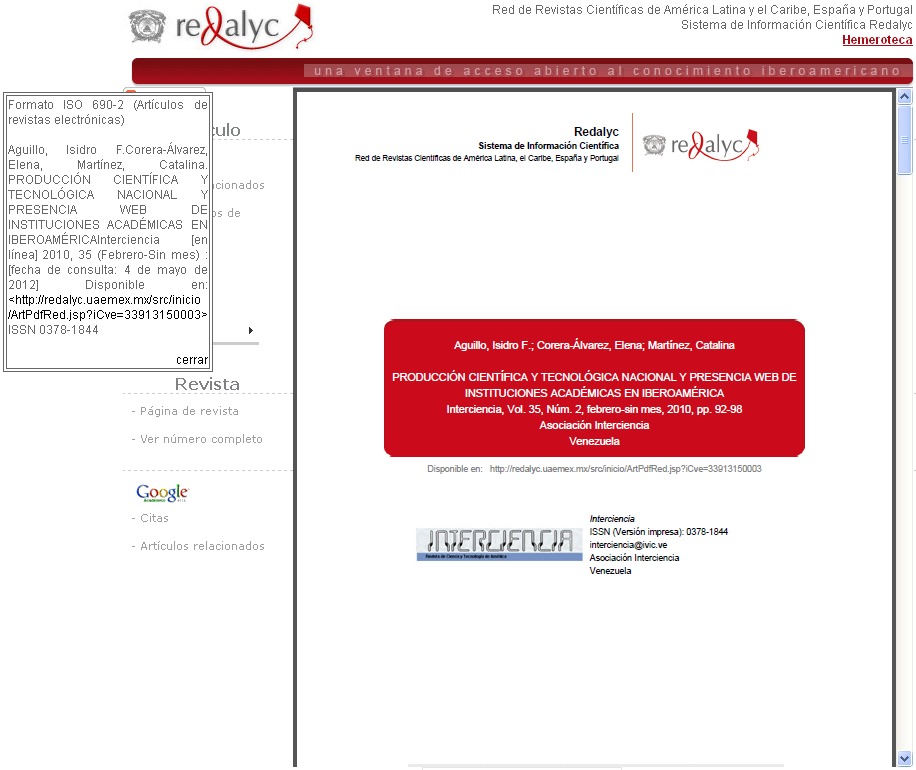 redalyc
Red de Revistas Científicas de América Latina y el Caribe, España y Portugal
Sistema de Información Científica Redalyc
Hemeroteca
una ventana de acceso abierto al conocimiento iberoamericano
Formato ISO 690-2 (Artículos de
revistas electrónicas)
Aguillo, Isidro F.Corera-Álvarez,
Elena, Martínez, Catalina.
PRODUCCIÓN CIENTÍFICA Y
TECNOLÓGICA NACIONAL Y
PRESENCIA WEB DE
INSTITUCIONES ACADÉMICAS EN
IBEROAMÉRICAInterciencia [en
línea] 2010, 35 (Febrero-Sin mes) :
[fecha de consulta: 4 de mayo de
2012] Disponible en:
<http://redalyc.uaemex.mx/src/inicio
/ArtPdfRed.jsp?iCve=33913150003>
ISSN 0378-1844
cerrar
culo
acionados
os de
Revista
- Página de revista
- Ver número completo
Google
- Citas
- Artículos relacionados
Redalyc
Sistema de Información Científica
Red de Revistas Científicas de América Latina, el Caribe, España y Portugal
redalyc
Aguillo, Isidro F.; Corera-Álvarez, Elena; Martínez, Catalina
PRODUCCIÓN CIENTÍFICA Y TECNOLÓGICA NACIONAL Y PRESENCIA WEB DE
INSTITUCIONES ACADÉMICAS EN IBEROAMÉRICA
Interciencia, Vol. 35, Núm. 2, febrero-sin mes, 2010, pp. 92-98
Asociación Interciencia
Venezuela
Disponible en: http://redalyc.uaemex.mx/src/inicio/ArtPdfRed.jsp?iCve=33913150003
INTERCIENCIA
Revista de Ciencia y Tecnología de América
Interciencia
ISSN (Versión impresa): 0378-1844
interciencia@ivic.ve
Asociación Interciencia
Venezuela